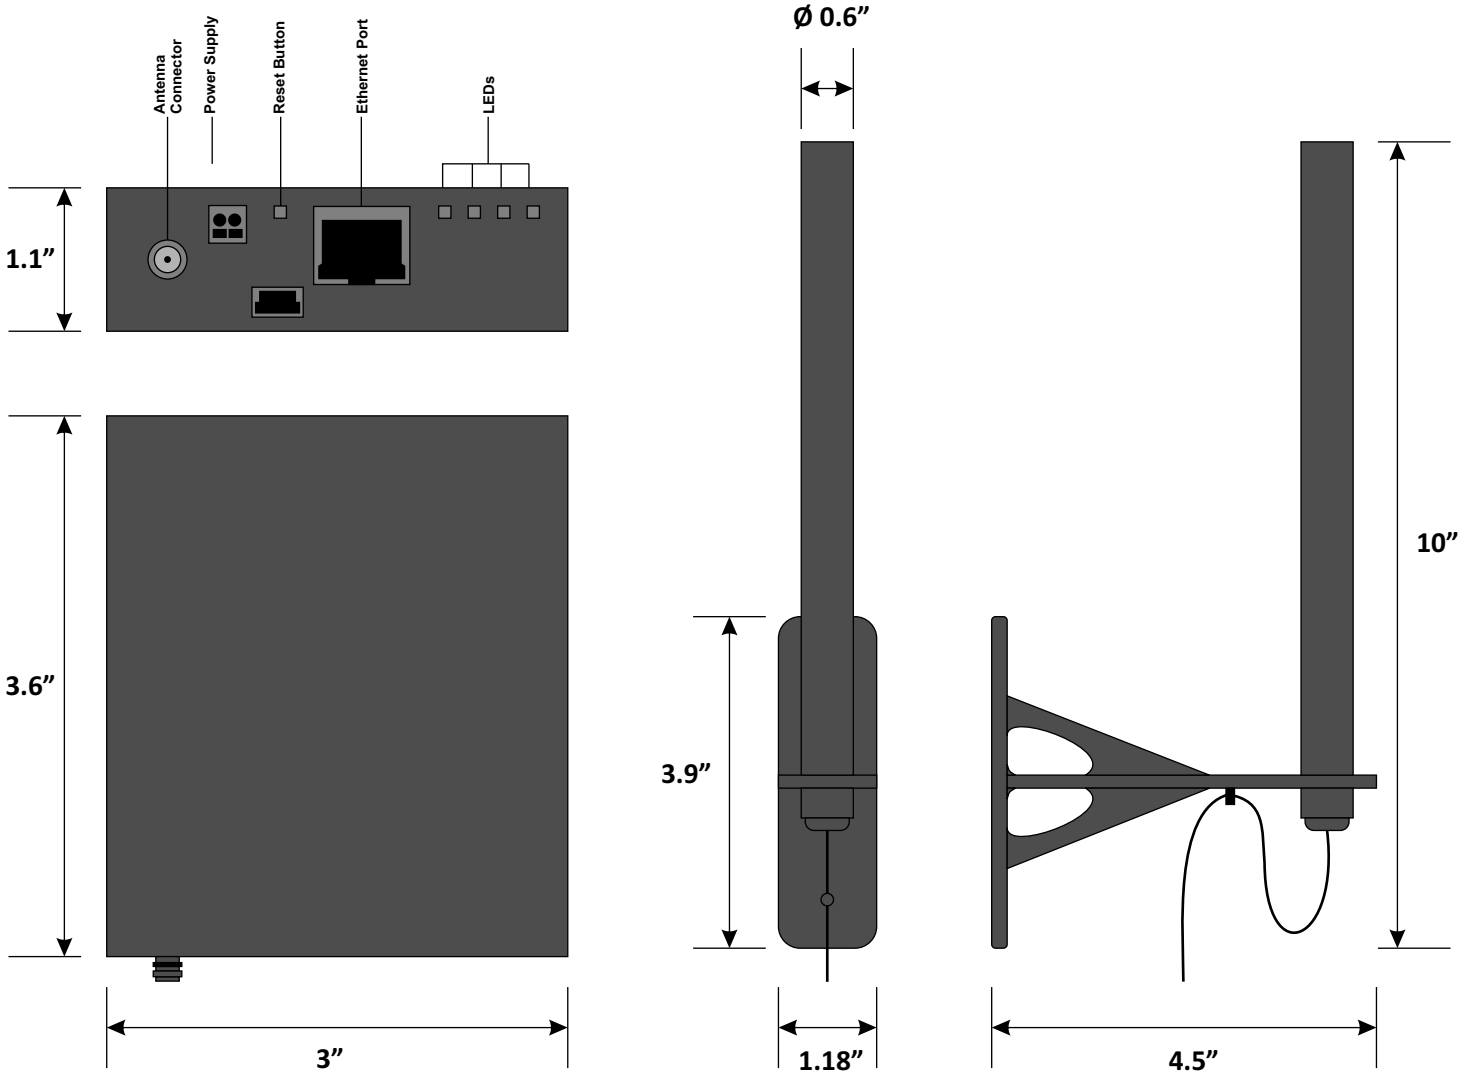 Ø 0.6”
Antenna
Connector
Power Supply
Reset Button
Ethernet Port
LEDs
1.1”
10”
3.6”
3.9”
3”
1.18”
4.5”